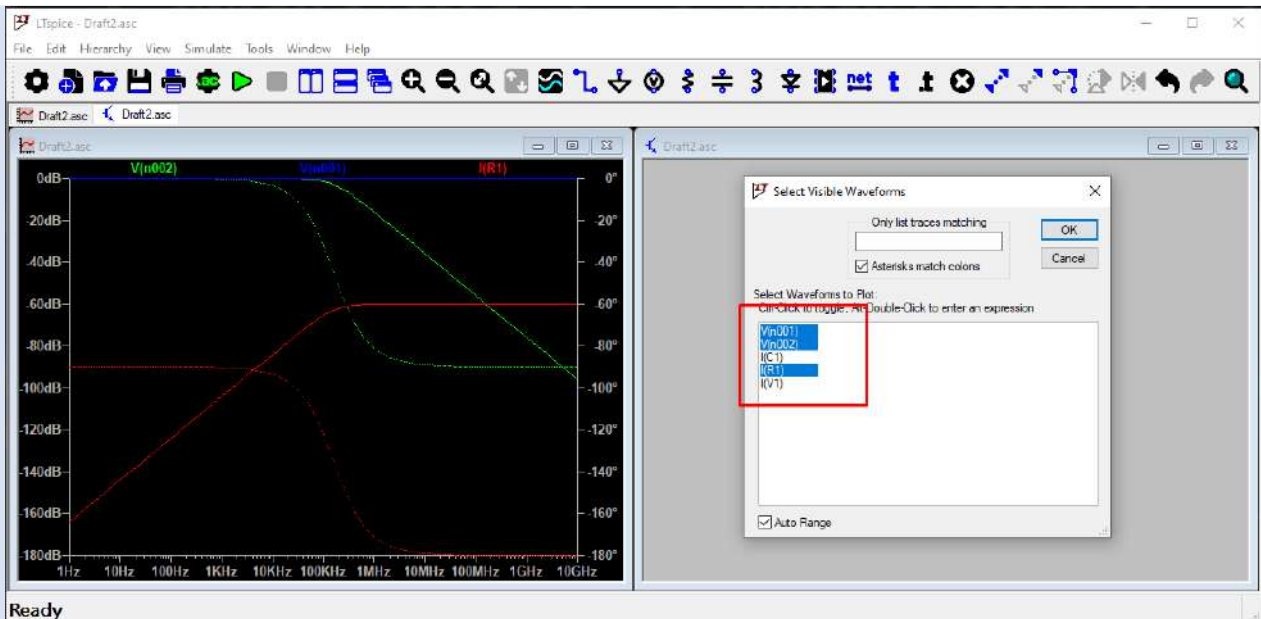 LTspice - Draft2.asc
File Edit Hierarchy View Simulate Tools Window Help
ac net t t
Draft2.asc Draft2.asc
Draft2.asc
V(n002) V(n001) I(R1)
0dB 0°
-20dB -20°
-40dB -40°
-60dB -60°
-80dB -80°
-100dB -100°
-120dB -120°
-140dB -140°
-160dB -160°
-180dB -180°
1Hz 10Hz 100Hz 1KHz 10KHz 100KHz 1MHz 10MHz 100MHz 1GHz 10GHz
Draft2.asc
Select Visible Waveforms
Only list traces matching
OK
Asterisks match colons
Cancel
Select Waveforms to Plot:
Ctrl-Click to toggle. Alt-Double-Click to enter an expression
V(n001)
V(n002)
I(C1)
I(R1)
I(V1)
Auto Range
Ready